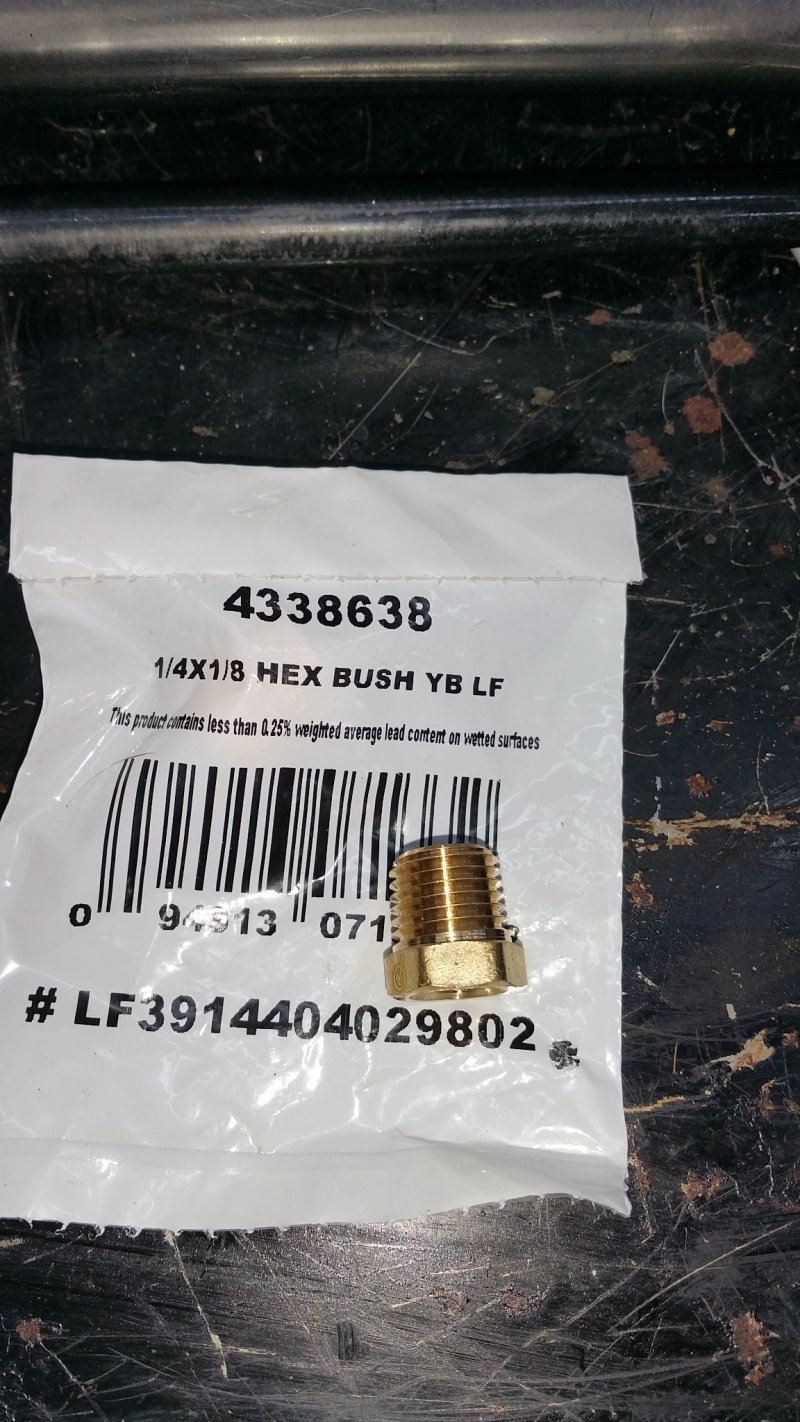 4338638
1/4X1/8 HEX BUSH YB LF
This product contains less than 0.25% weighted average lead content on wetted surfaces
0 94913 071
# LF3914404029802